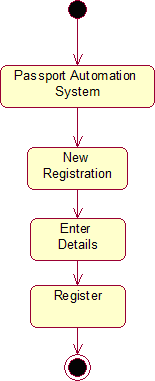 Passport Automation
System
New
Registration
Enter
Details
Register